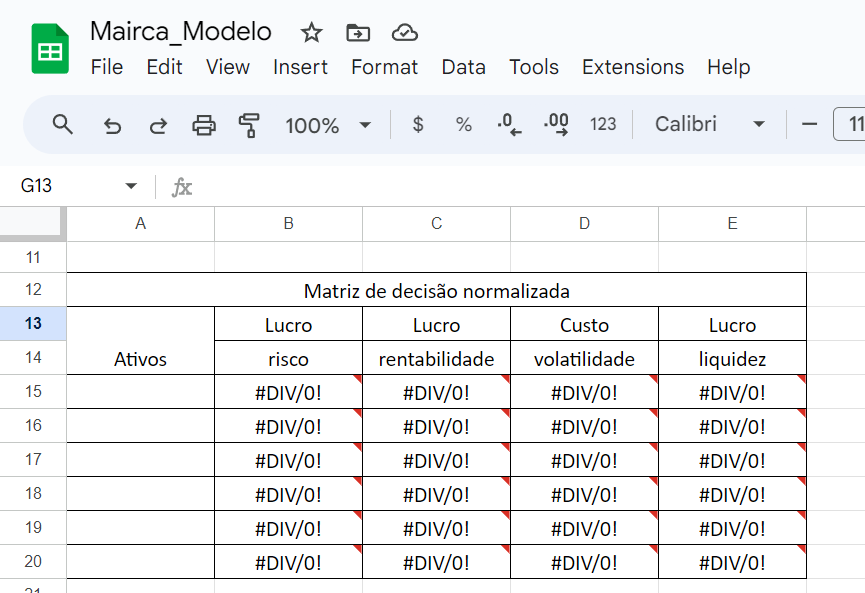 Mairca_Modelo
File Edit View Insert Format Data Tools Extensions Help
100% $ % .0 .00 123 Calibri 11
G13 fx
A B C D E
11
12 Matriz de decisão normalizada
13 Lucro Lucro Custo Lucro
14 Ativos risco rentabilidade volatilidade liquidez
15 #DIV/0! #DIV/0! #DIV/0! #DIV/0!
16 #DIV/0! #DIV/0! #DIV/0! #DIV/0!
17 #DIV/0! #DIV/0! #DIV/0! #DIV/0!
18 #DIV/0! #DIV/0! #DIV/0! #DIV/0!
19 #DIV/0! #DIV/0! #DIV/0! #DIV/0!
20 #DIV/0! #DIV/0! #DIV/0! #DIV/0!
21